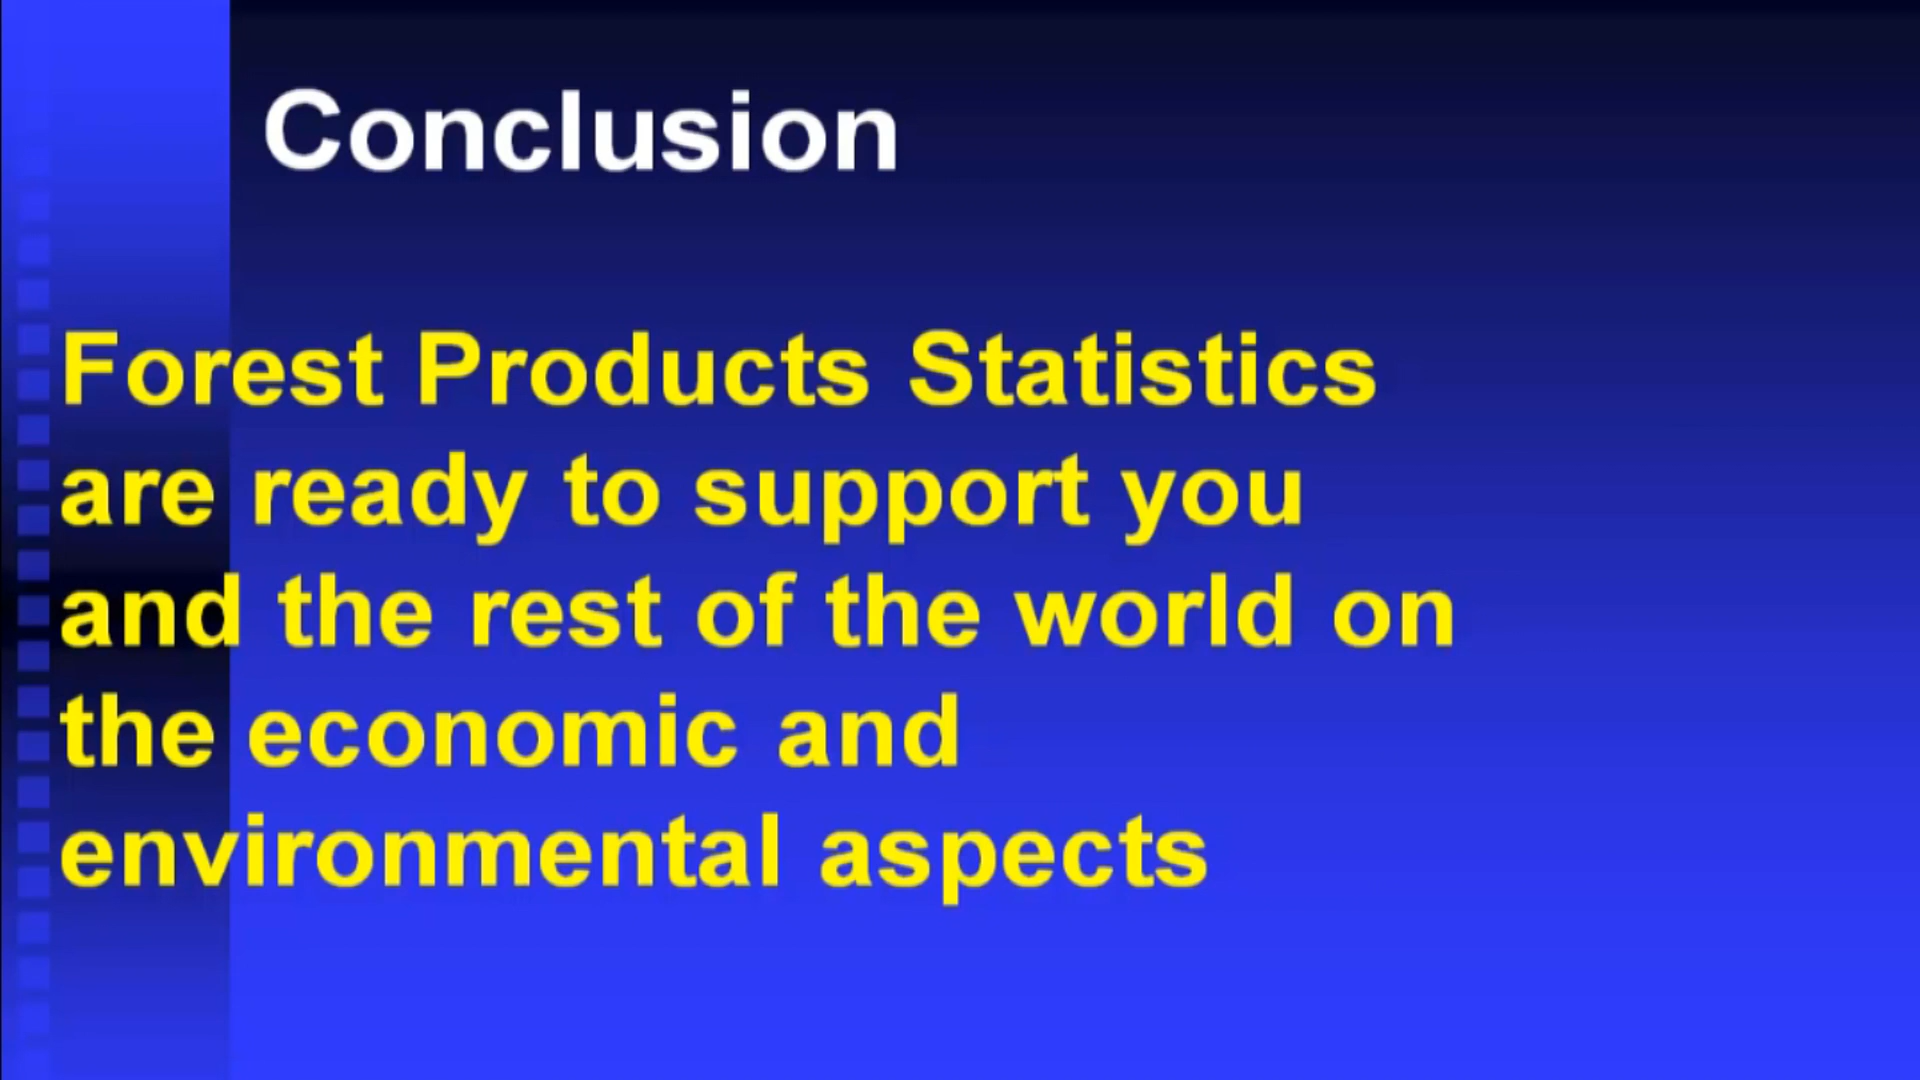 Conclusion
Forest Products Statistics
are ready to support you
and the rest of the world on
the economic and
environmental aspects